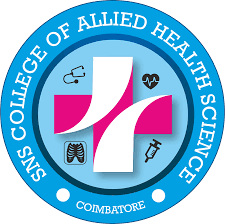 SNS COLLEGE OF ALLIED HEALTH SCIENCE
COIMBATORE